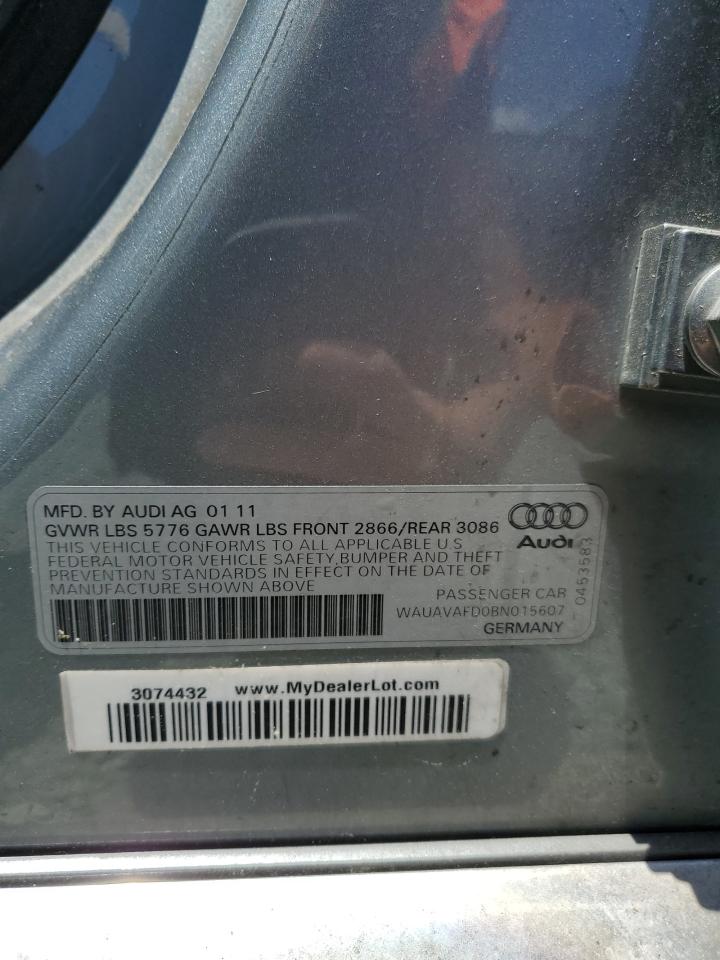 MFD. BY AUDI AG 01 11
GVWR LBS 5776 GAWR LBS FRONT 2866/REAR 3086
THIS VEHICLE CONFORMS TO ALL APPLICABLE U.S
FEDERAL MOTOR VEHICLE SAFETY,BUMPER AND THEFT
PREVENTION STANDARDS IN EFFECT ON THE DATE OF
MANUFACTURE SHOWN ABOVE
Audi
0453583
PASSENGER CAR
WAUAVAFD0BN015607
GERMANY
3074432 www.MyDealerLot.com